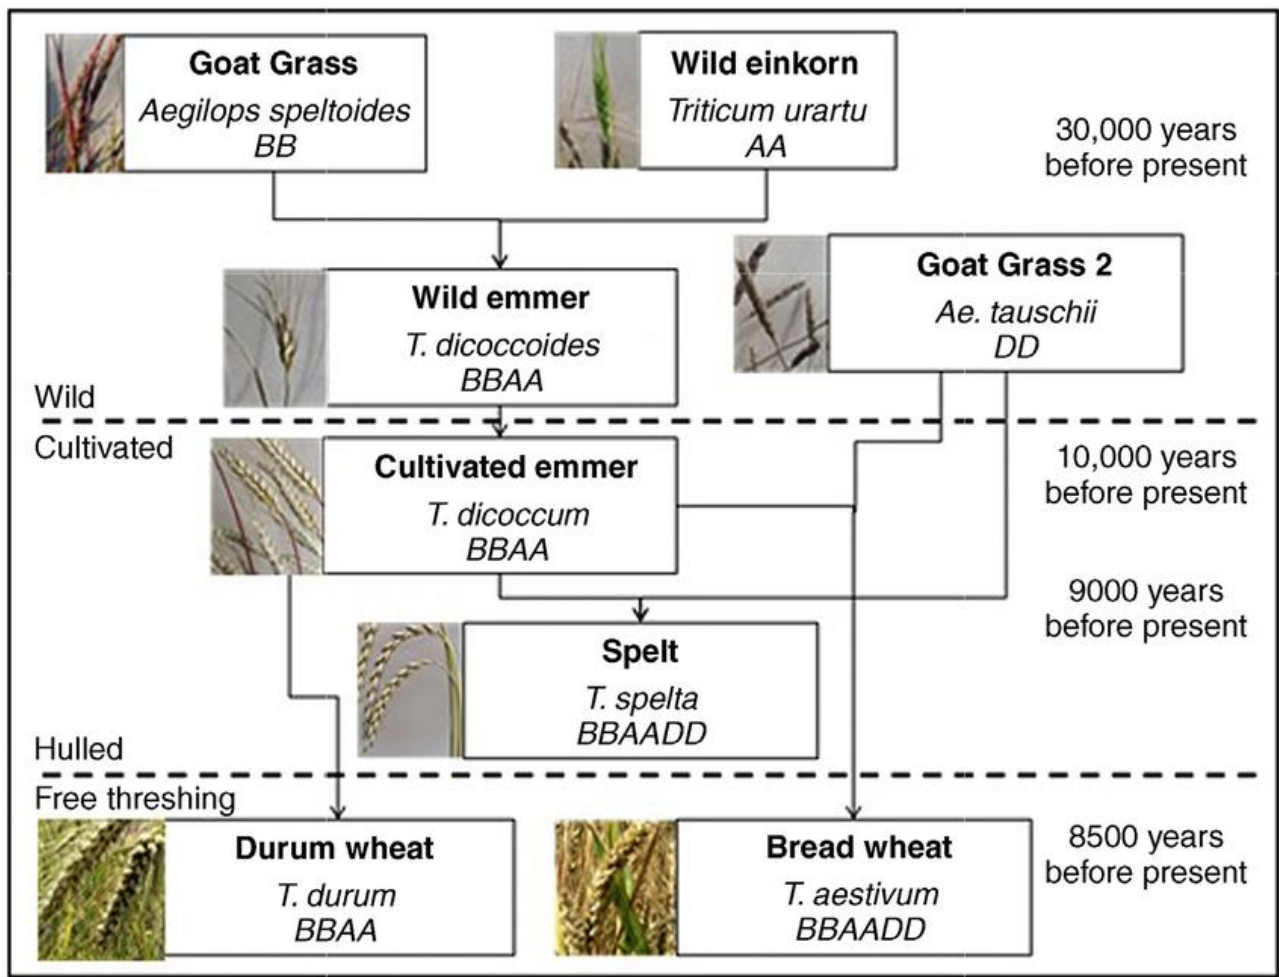 Goat Grass
Aegilops speltoides
BB
Wild einkorn
Triticum urartu
AA
30,000 years
before present
Goat Grass 2
Ae. tauschii
DD
Wild emmer
T. dicoccoides
BBAA
Wild
Cultivated
Cultivated emmer
T. dicoccum
BBAA
10,000 years
before present
9000 years
before present
Spelt
T. spelta
BBAADD
Hulled
Free threshing
Durum wheat
T. durum
BBAA
Bread wheat
T. aestivum
BBAADD
8500 years
before present